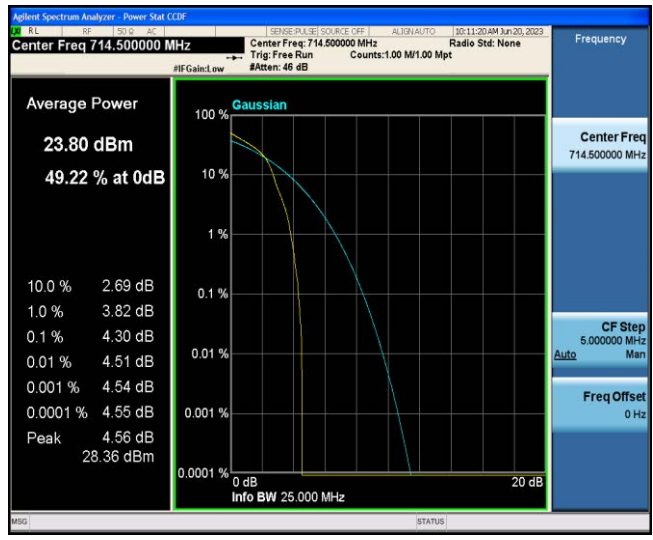 Agilent Spectrum Analyzer - Power Stat CCDF
RL RF 50 Ω AC SENSE:PULSE SOURCE OFF ALIGN AUTO 10:11:20 AM Jun 20, 2023
Center Freq 714.500000 MHz
Center Freq: 714.500000 MHz Radio Std: None
Trig: Free Run Counts:1.00 M/1.00 Mpt
#IFGain:Low #Atten: 46 dB
Frequency
Average Power
23.80 dBm
49.22 % at 0dB
10.0 % 2.69 dB
1.0 % 3.82 dB
0.1 % 4.30 dB
0.01 % 4.51 dB
0.001 % 4.54 dB
0.0001 % 4.55 dB
Peak 4.56 dB
28.36 dBm
Gaussian
100 %
10 %
1 %
0.1 %
0.01 %
0.001 %
0.0001 %
0 dB 20 dB
Info BW 25.000 MHz
Center Freq
714.500000 MHz
CF Step
5.000000 MHz
Auto Man
Freq Offset
0 Hz
MSG STATUS